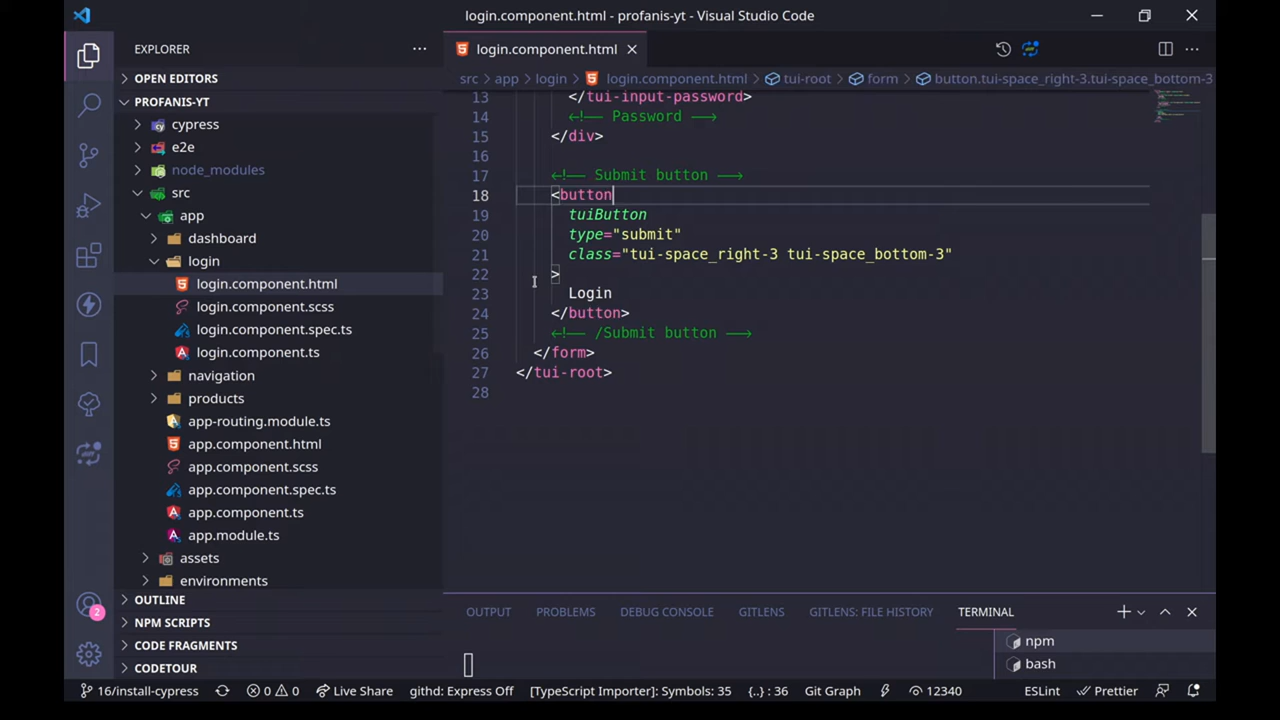 login.component.html - profanis-yt - Visual Studio Code
EXPLORER
OPEN EDITORS
PROFANIS-YT
cypress
e2e
node_modules
src
app
dashboard
login
login.component.html
login.component.scss
login.component.spec.ts
login.component.ts
navigation
products
app-routing.module.ts
app.component.html
app.component.scss
app.component.spec.ts
app.component.ts
app.module.ts
assets
environments
OUTLINE
NPM SCRIPTS
CODE FRAGMENTS
CODETOUR
2
login.component.html
src > app > login > login.component.html > tui-root > form > button.tui-space_right-3.tui-space_bottom-3
13 </tui-input-password>
14 <!-- Password -->
15 </div>
16
17 <!-- Submit button -->
18 <button
19 tuiButton
20 type="submit"
21 class="tui-space_right-3 tui-space_bottom-3"
22 >
23 Login
24 </button>
25 <!-- /Submit button -->
26 </form>
27 </tui-root>
28
OUTPUT PROBLEMS DEBUG CONSOLE GITLENS GITLENS: FILE HISTORY TERMINAL
npm
bash
16/install-cypress 0 0 Live Share githd: Express Off [TypeScript Importer]: Symbols: 35 {..} : 36 Git Graph 12340 ESLint Prettier